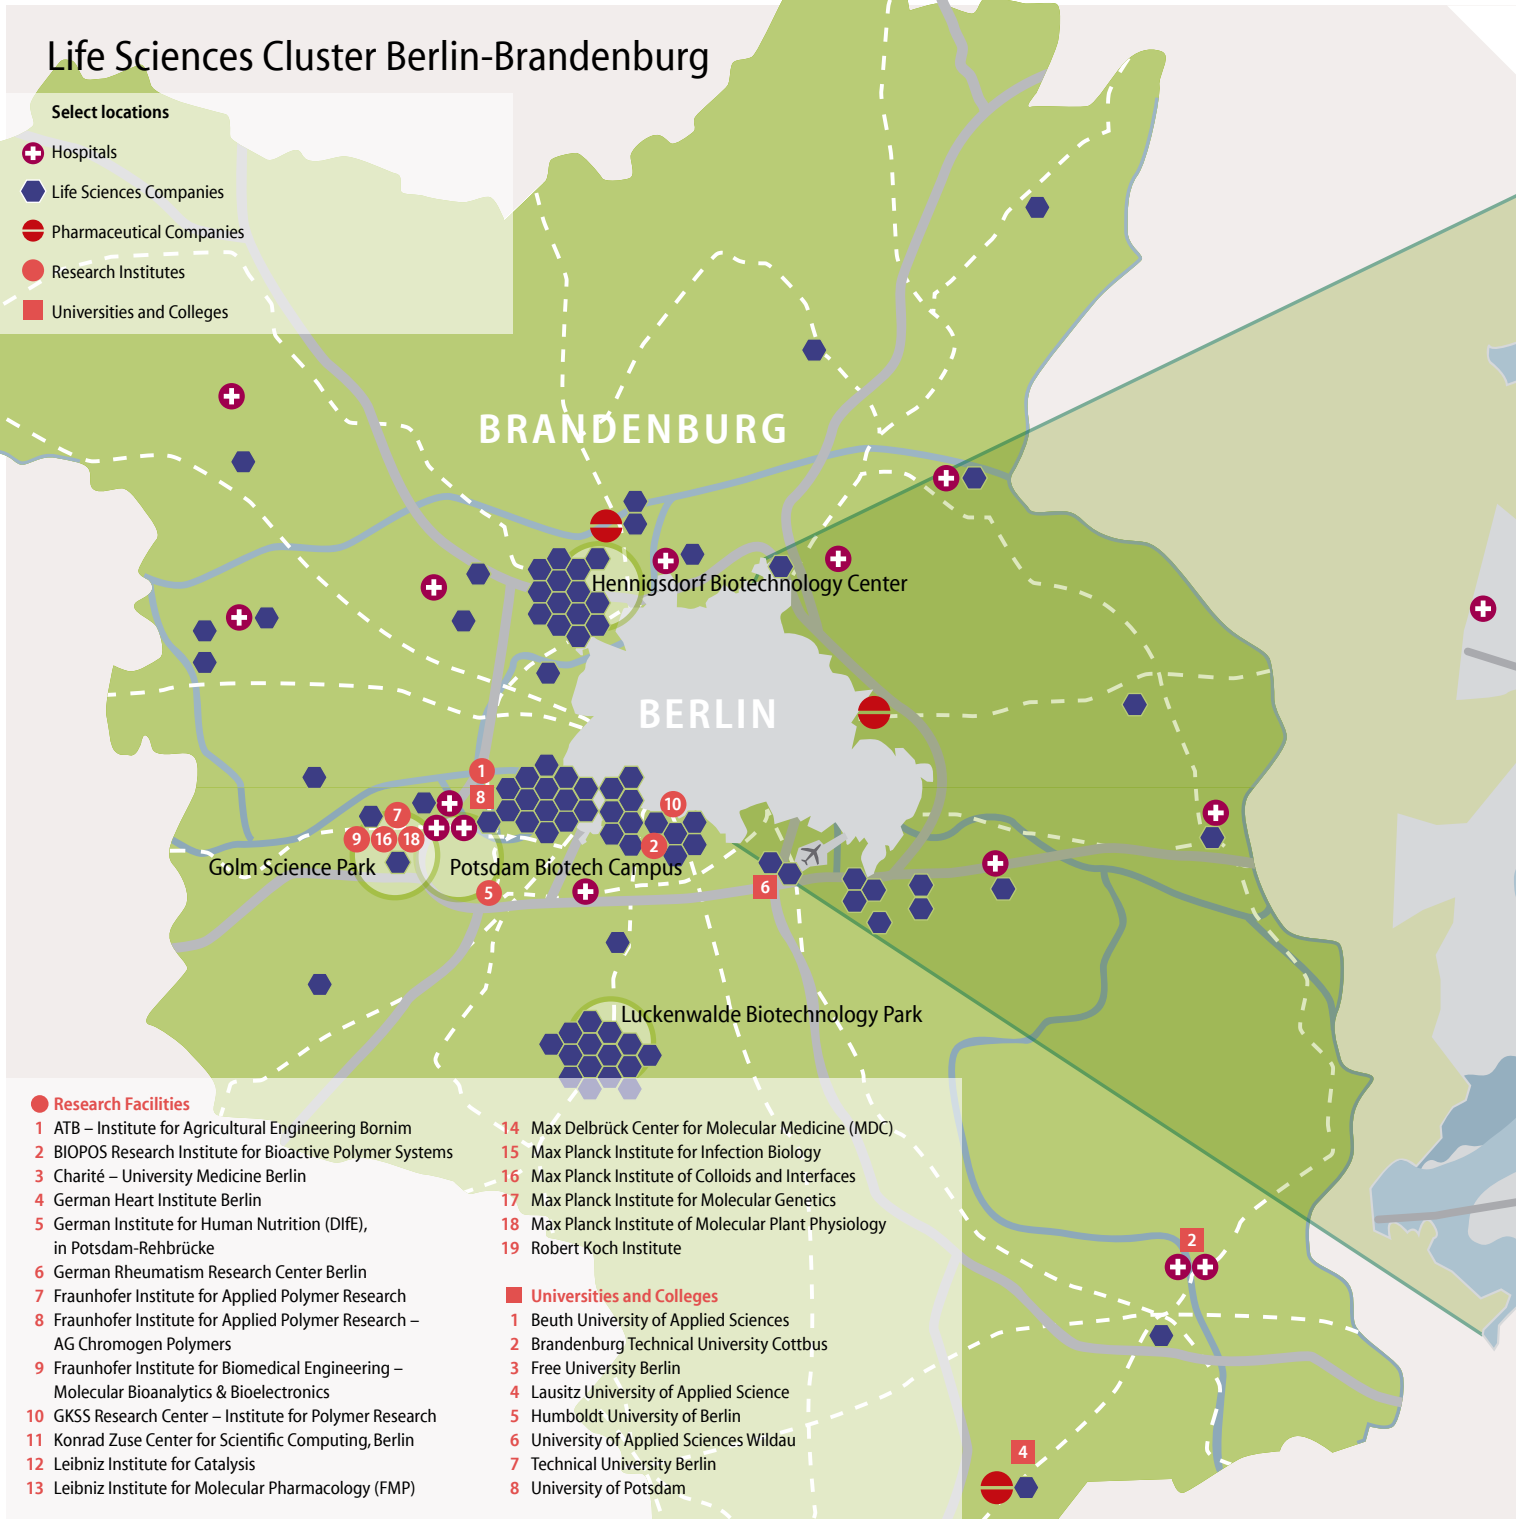 Life Sciences Cluster Berlin-Brandenburg
Select locations
Hospitals
Life Sciences Companies
Pharmaceutical Companies
Research Institutes
Universities and Colleges
BRANDENBURG
Hennigsdorf Biotechnology Center
BERLIN
1
8
10
7
9
16
18
2
Golm Science Park
Potsdam Biotech Campus
5
6
Luckenwalde Biotechnology Park
2
4
Research Facilities
1 ATB – Institute for Agricultural Engineering Bornim
2 BIOPOS Research Institute for Bioactive Polymer Systems
3 Charité – University Medicine Berlin
4 German Heart Institute Berlin
5 German Institute for Human Nutrition (DIfE),
in Potsdam-Rehbrücke
6 German Rheumatism Research Center Berlin
7 Fraunhofer Institute for Applied Polymer Research
8 Fraunhofer Institute for Applied Polymer Research –
AG Chromogen Polymers
9 Fraunhofer Institute for Biomedical Engineering –
Molecular Bioanalytics & Bioelectronics
10 GKSS Research Center – Institute for Polymer Research
11 Konrad Zuse Center for Scientific Computing, Berlin
12 Leibniz Institute for Catalysis
13 Leibniz Institute for Molecular Pharmacology (FMP)
14 Max Delbrück Center for Molecular Medicine (MDC)
15 Max Planck Institute for Infection Biology
16 Max Planck Institute of Colloids and Interfaces
17 Max Planck Institute for Molecular Genetics
18 Max Planck Institute of Molecular Plant Physiology
19 Robert Koch Institute
Universities and Colleges
1 Beuth University of Applied Sciences
2 Brandenburg Technical University Cottbus
3 Free University Berlin
4 Lausitz University of Applied Science
5 Humboldt University of Berlin
6 University of Applied Sciences Wildau
7 Technical University Berlin
8 University of Potsdam